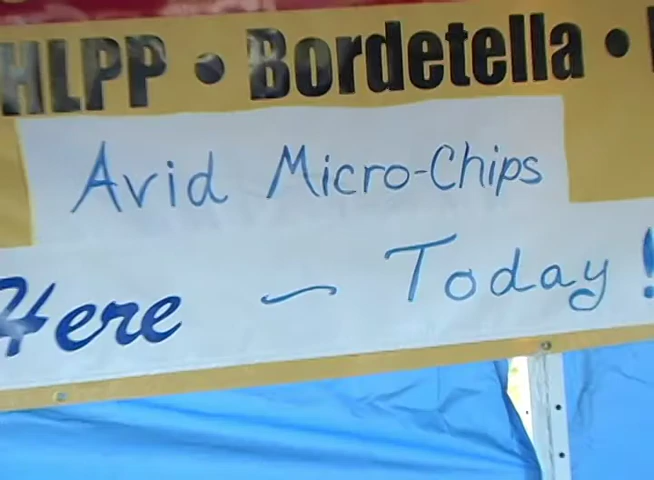 HLPP • Bordetella •
Avid Micro-Chips
Here - Today!